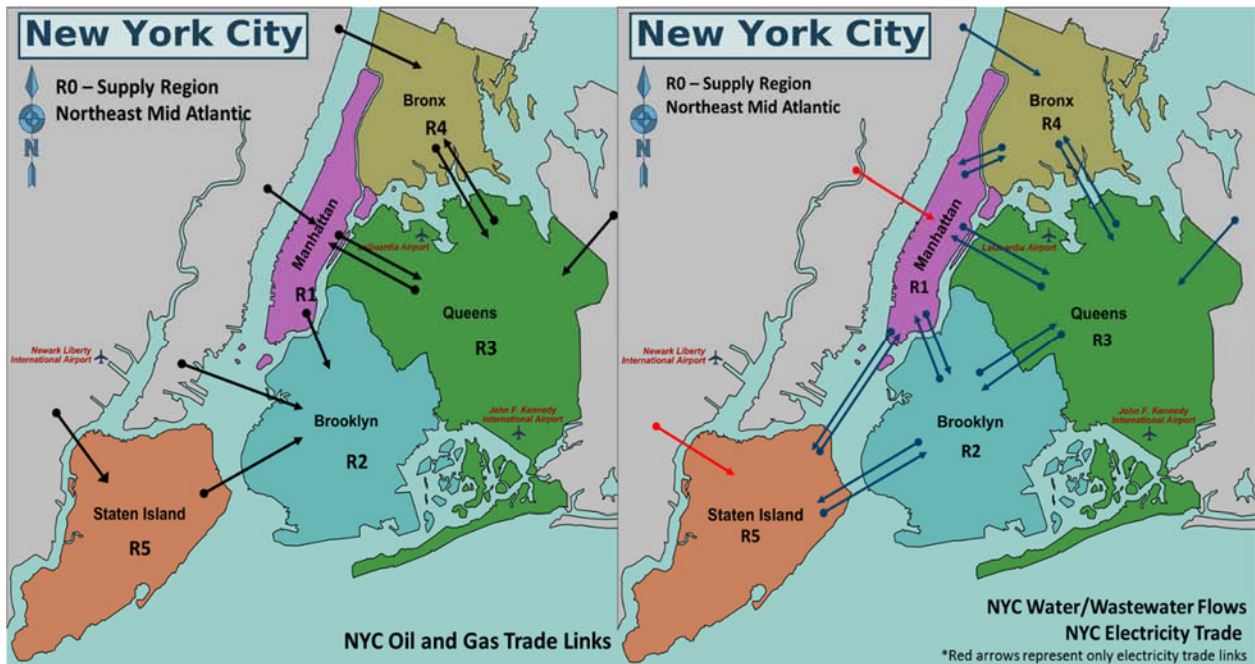 New York City
R0 – Supply Region
Northeast Mid Atlantic
N
Bronx
R4
Manhattan
R1
LaGuardia Airport
Queens
R3
Newark Liberty
International Airport
John F. Kennedy
International Airport
Brooklyn
R2
Staten Island
R5
NYC Oil and Gas Trade Links
New York City
R0 – Supply Region
Northeast Mid Atlantic
N
Bronx
R4
Manhattan
R1
LaGuardia Airport
Queens
R3
Newark Liberty
International Airport
John F. Kennedy
International Airport
Brooklyn
R2
Staten Island
R5
NYC Water/Wastewater Flows
NYC Electricity Trade
*Red arrows represent only electricity trade links